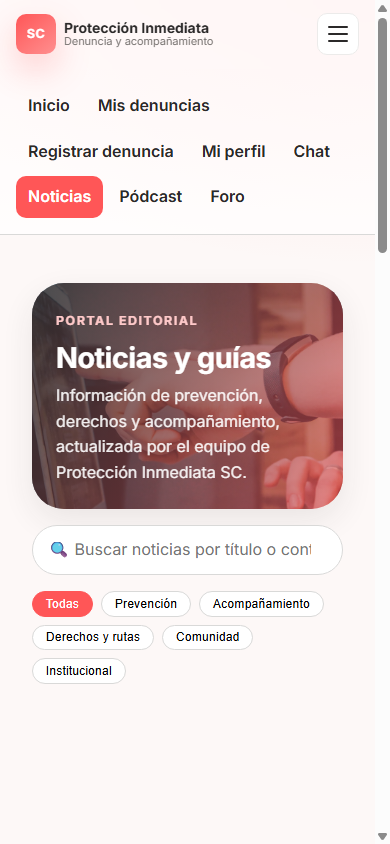 SC
Protección Inmediata
Denuncia y acompañamiento
Inicio Mis denuncias
Registrar denuncia Mi perfil Chat
Noticias Pódcast Foro
PORTAL EDITORIAL
Noticias y guías
Información de prevención,
derechos y acompañamiento,
actualizada por el equipo de
Protección Inmediata SC.
Buscar noticias por título o cont
Todas Prevención Acompañamiento
Derechos y rutas Comunidad
Institucional